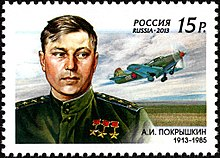 РОССИЯ 15 Р.
RUSSIA•2013
А.И. ПОКРЫШКИН
1913-1985